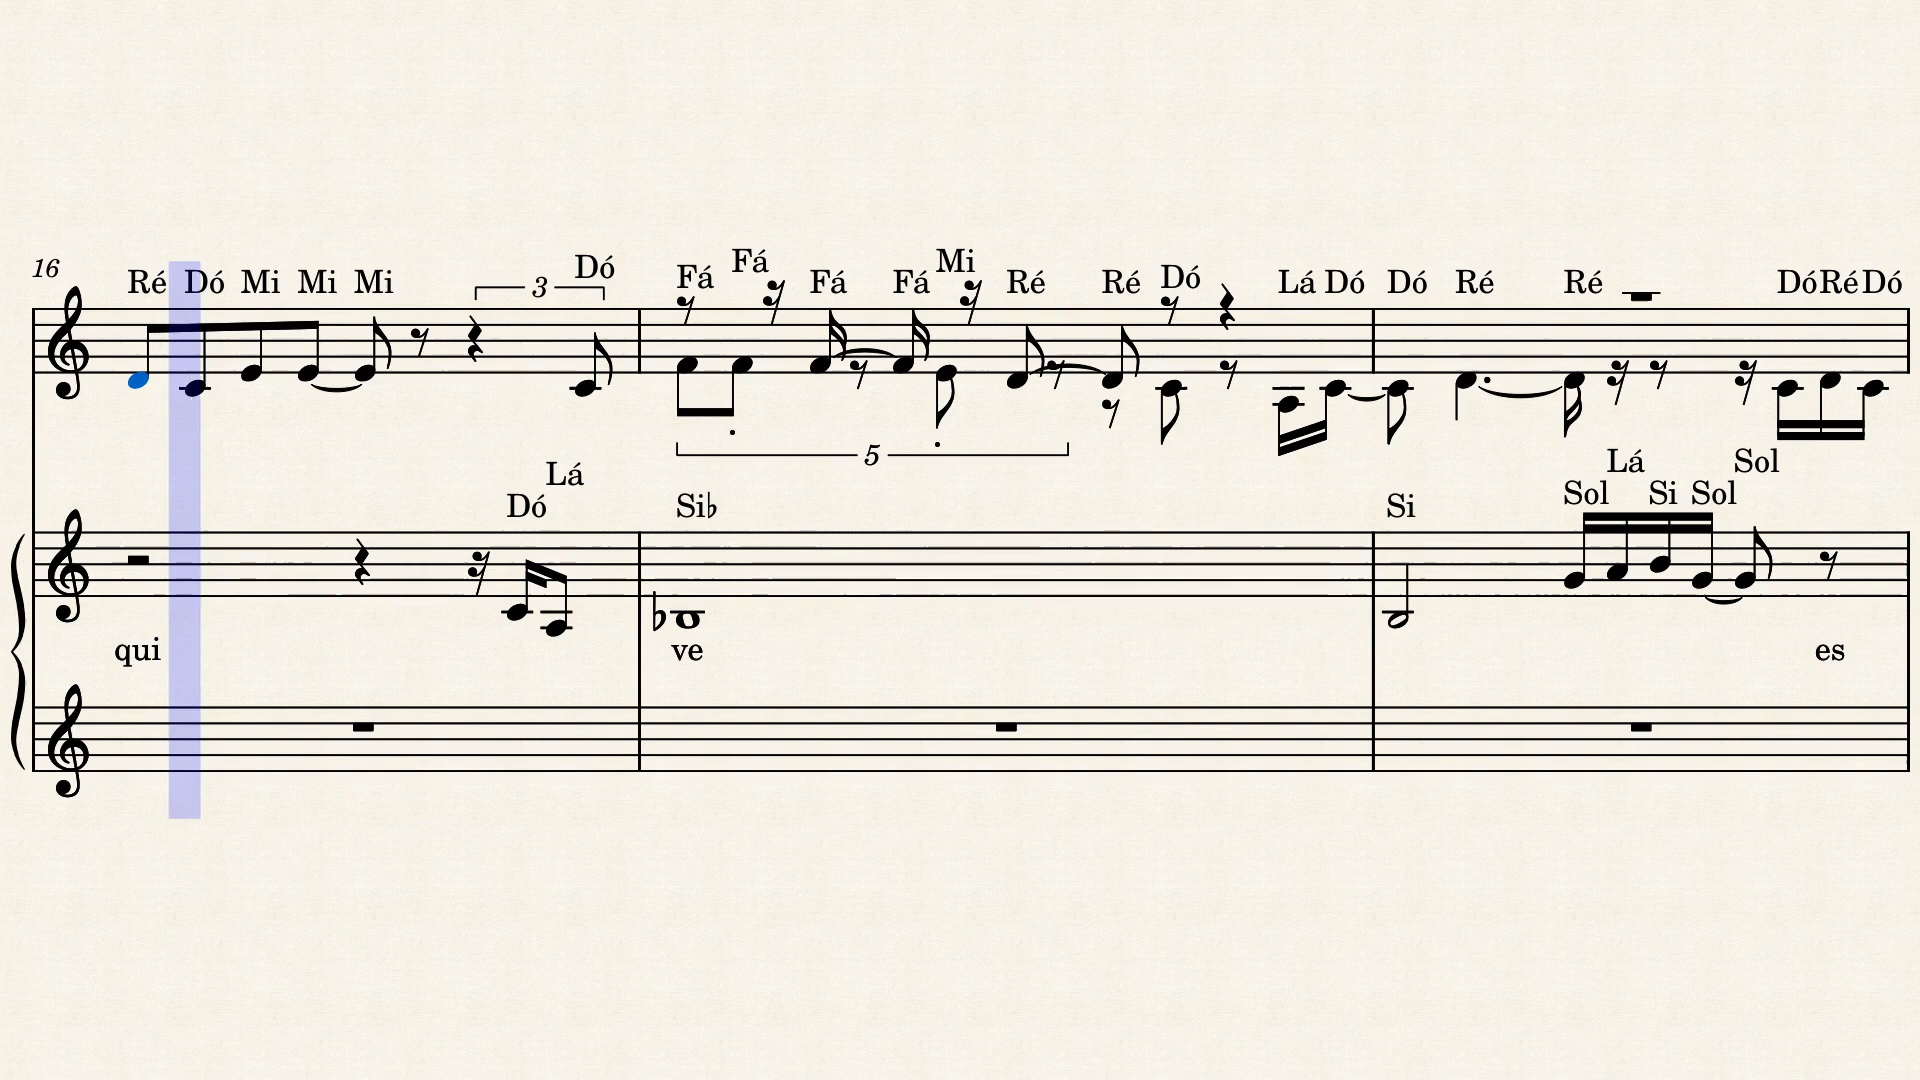 16 Ré Dó Mi Mi Mi 3 Dó Fá Fá Fá Fá Mi Ré Ré Dó Lá Dó Dó Ré Ré Dó Ré Dó
5
Dó Lá Si♭ Si Sol Lá Si Sol Sol
qui ve es